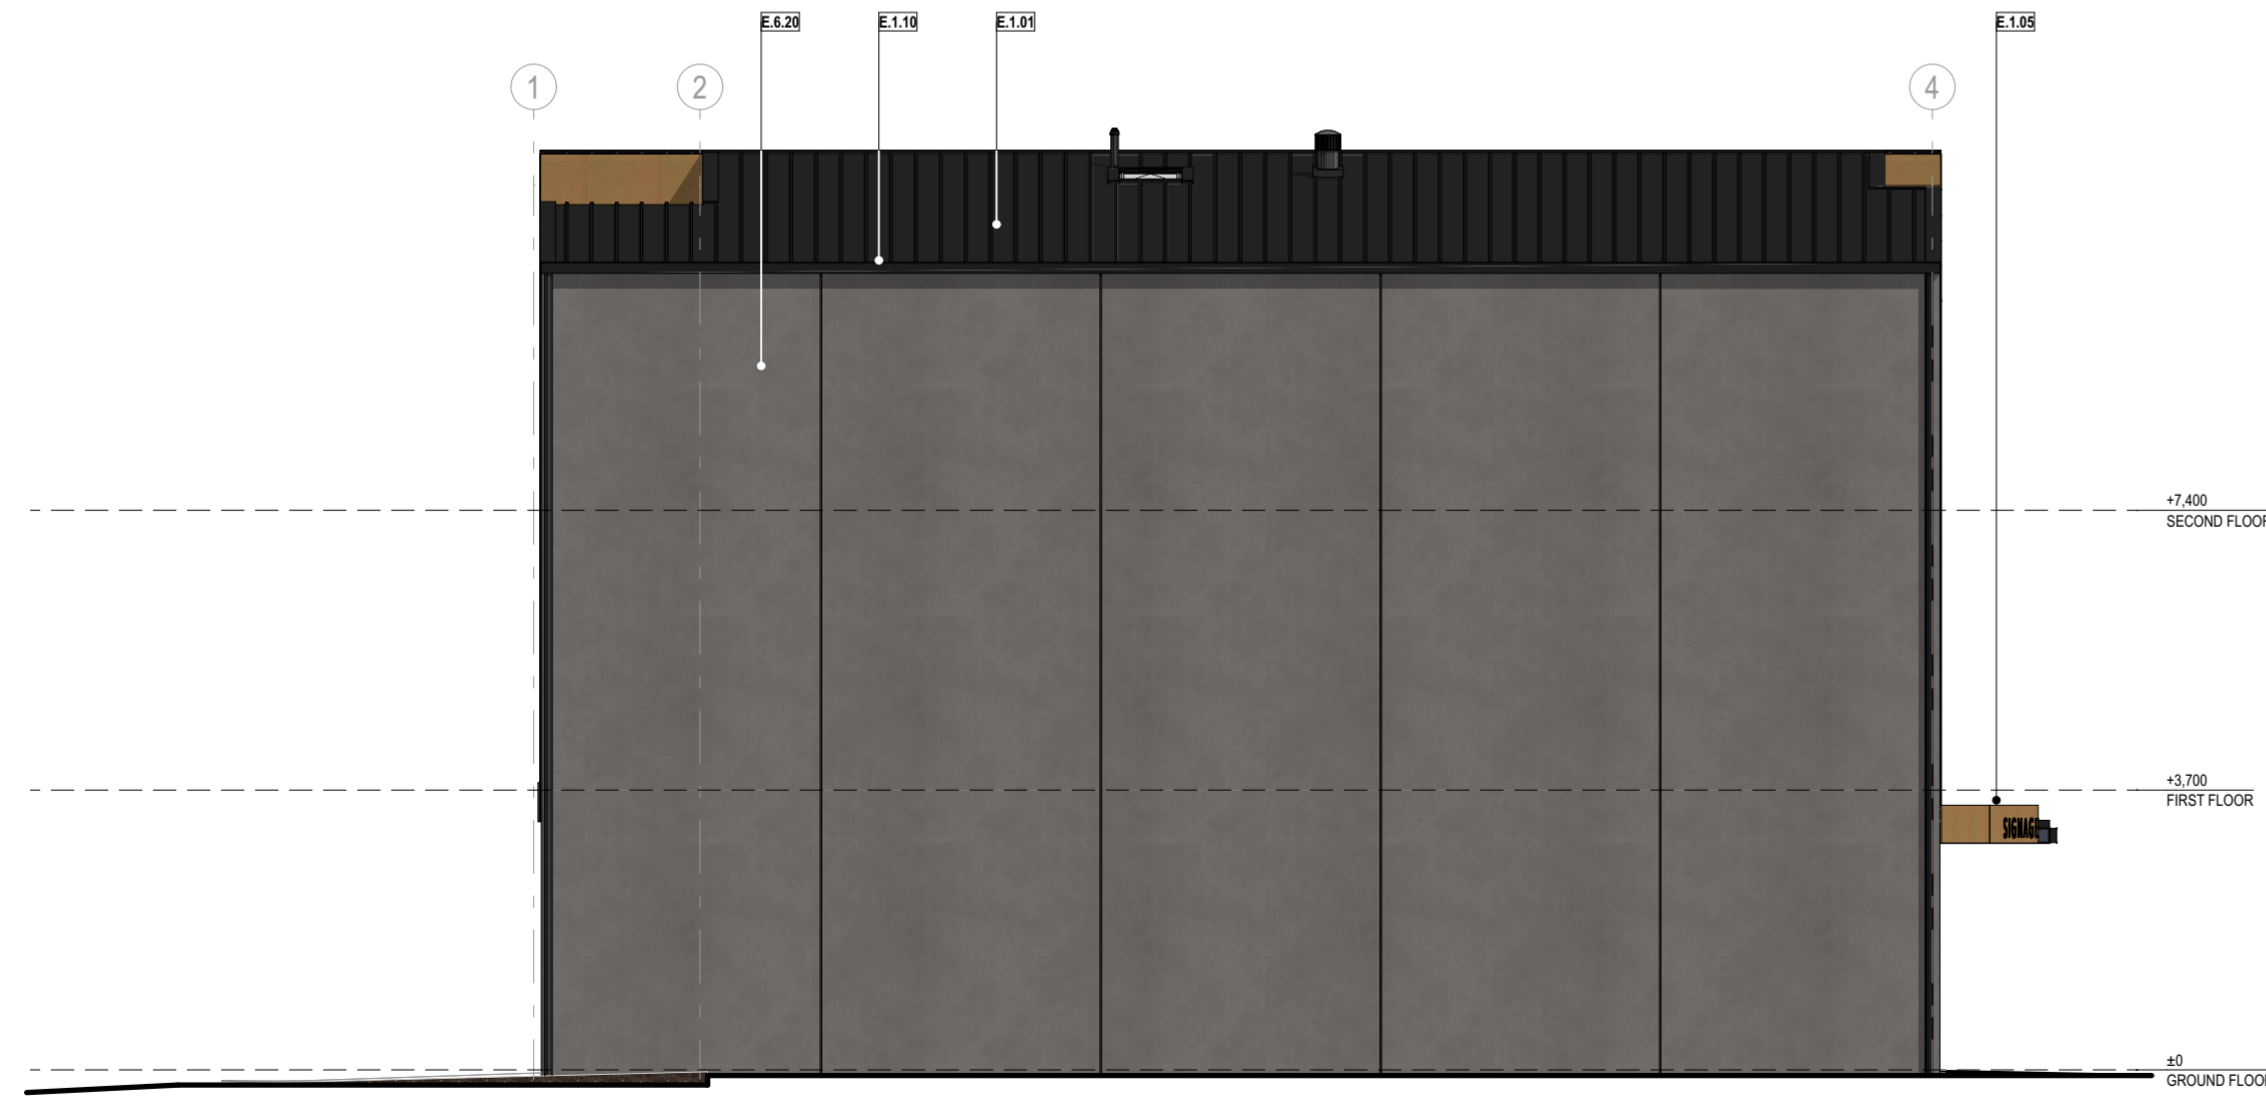 E.6.20
E.1.10
E.1.01
E.1.05
1
2
4
+7,400
SECOND FLOOR
+3,700
FIRST FLOOR
SIGNAGE
±0
GROUND FLOOR